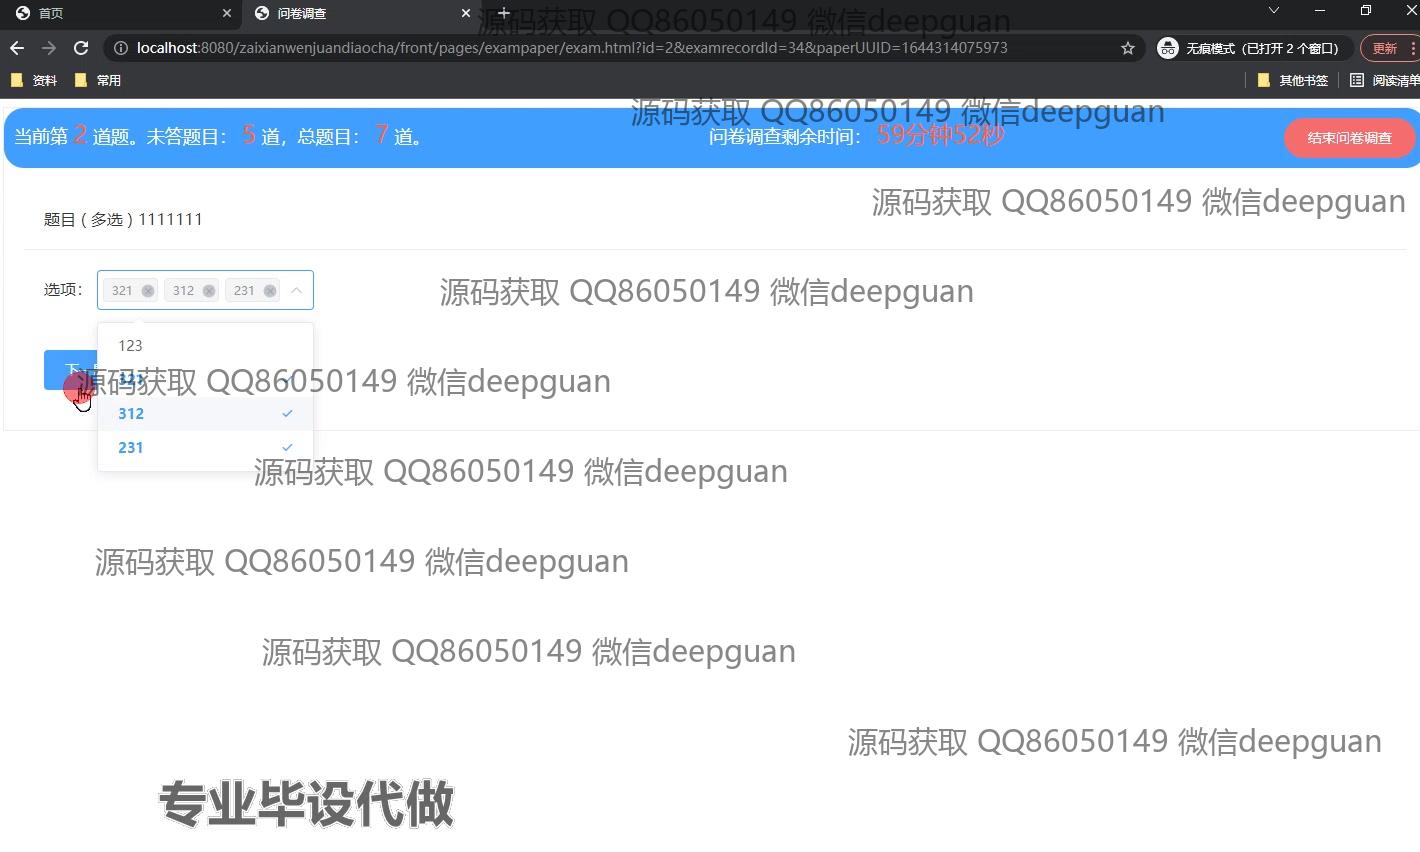 首页
问卷调查
源码获取 QQ86050149 微信deepguan
localhost:8080/zaixianwenjuandiaocha/front/pages/exampaper/exam.html?id=2&examrecordId=34&paperUUID=1644314075973
无痕模式（已打开 2 个窗口）
更新
资料
常用
其他书签
阅读清单
源码获取 QQ86050149 微信deepguan
当前第 2 道题。未答题目： 5 道，总题目： 7 道。
问卷调查剩余时间： 59分钟52秒
结束问卷调查
源码获取 QQ86050149 微信deepguan
题目 ( 多选 ) 1111111
源码获取 QQ86050149 微信deepguan
选项：
321
312
231
123
下一
321
源码获取 QQ86050149 微信deepguan
312
231
源码获取 QQ86050149 微信deepguan
源码获取 QQ86050149 微信deepguan
源码获取 QQ86050149 微信deepguan
源码获取 QQ86050149 微信deepguan
专业毕设代做